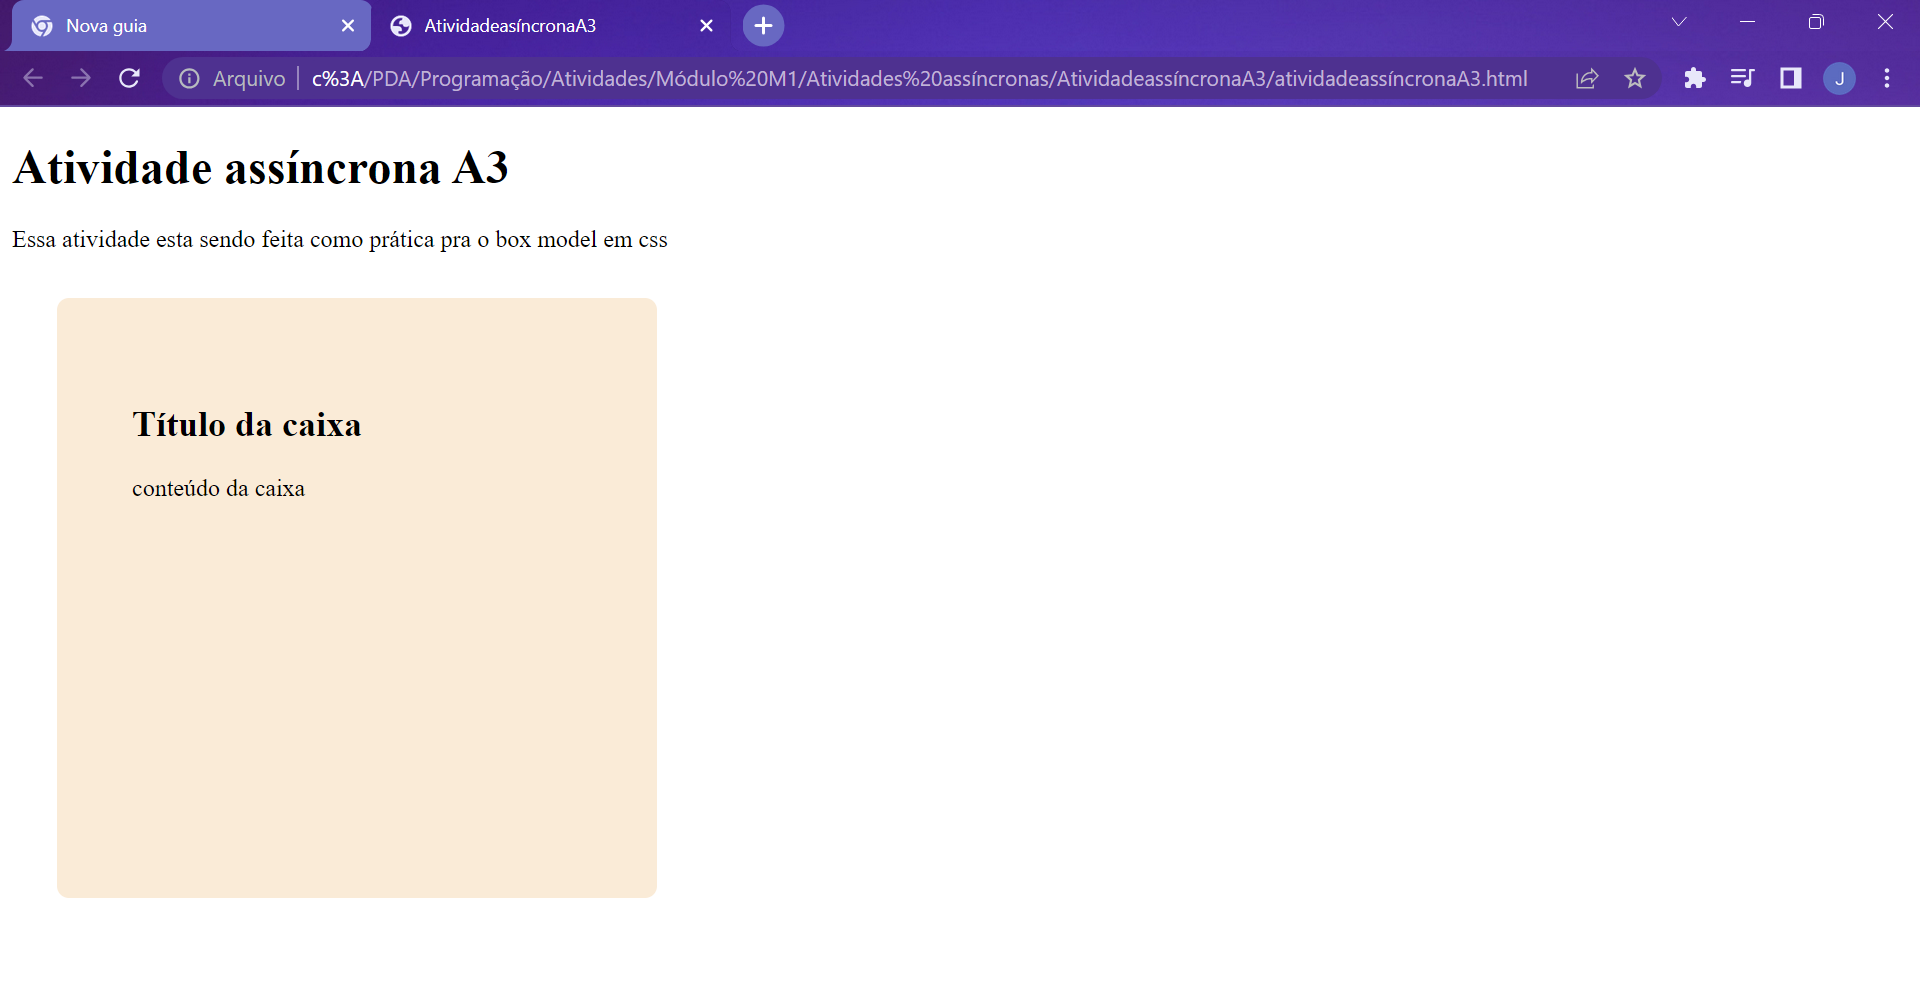 Nova guia
AtividadeasíncronaA3
Arquivo
c%3A/PDA/Programação/Atividades/Módulo%20M1/Atividades%20assíncronas/AtividadeassíncronaA3/atividadeassíncronaA3.html
J
Atividade assíncrona A3
Essa atividade esta sendo feita como prática pra o box model em css
Título da caixa
conteúdo da caixa